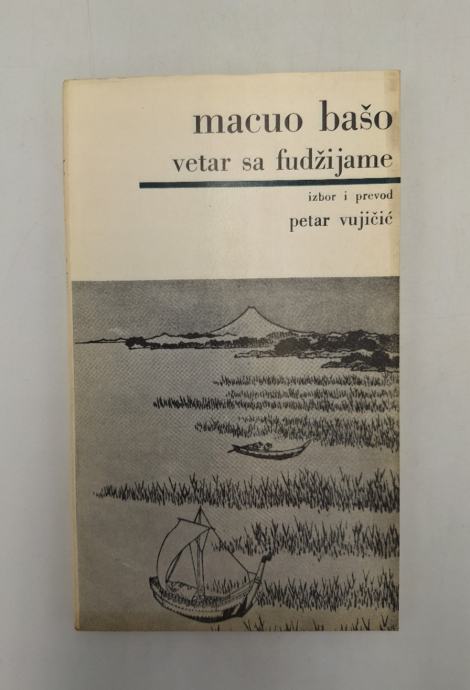 macuo bašo
vetar sa fudžijame
izbor i prevod
petar vujičić